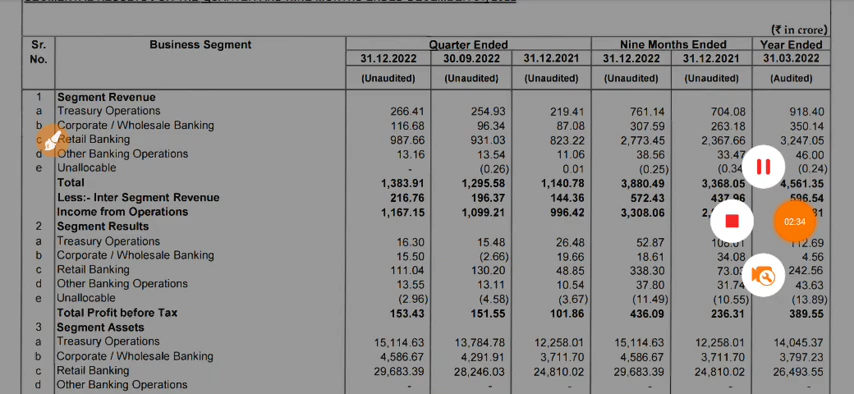 (₹ in crore)
Sr. No. Business Segment Quarter Ended Nine Months Ended Year Ended
31.12.2022 30.09.2022 31.12.2021 31.12.2022 31.12.2021 31.03.2022
(Unaudited) (Unaudited) (Unaudited) (Unaudited) (Unaudited) (Audited)
1 Segment Revenue
a Treasury Operations 266.41 254.93 219.41 761.14 704.08 918.40
b Corporate / Wholesale Banking 116.68 96.34 87.08 307.59 263.18 350.14
c Retail Banking 987.66 931.03 823.22 2,773.45 2,367.66 3,247.05
d Other Banking Operations 13.16 13.54 11.06 38.56 33.47 46.00
e Unallocable - (0.26) 0.01 (0.25) (0.34 (0.24)
Total 1,383.91 1,295.58 1,140.78 3,880.49 3,368.05 4,561.35
Less:- Inter Segment Revenue 216.76 196.37 144.36 572.43 437.96 596.54
Income from Operations 1,167.15 1,099.21 996.42 3,308.06
2 Segment Results
a Treasury Operations 16.30 15.48 26.48 52.87 108.01 112.69
b Corporate / Wholesale Banking 15.50 (2.66) 19.66 18.61 34.08 4.56
c Retail Banking 111.04 130.20 48.85 338.30 73.03 242.56
d Other Banking Operations 13.55 13.11 10.54 37.80 31.74 43.63
e Unallocable (2.96) (4.58) (3.67) (11.49) (10.55) (13.89)
Total Profit before Tax 153.43 151.55 101.86 436.09 236.31 389.55
3 Segment Assets
a Treasury Operations 15,114.63 13,784.78 12,258.01 15,114.63 12,258.01 14,045.37
b Corporate / Wholesale Banking 4,586.67 4,291.91 3,711.70 4,586.67 3,711.70 3,797.23
c Retail Banking 29,683.39 28,246.03 24,810.02 29,683.39 24,810.02 26,493.55
d Other Banking Operations - - - - - -
02:34